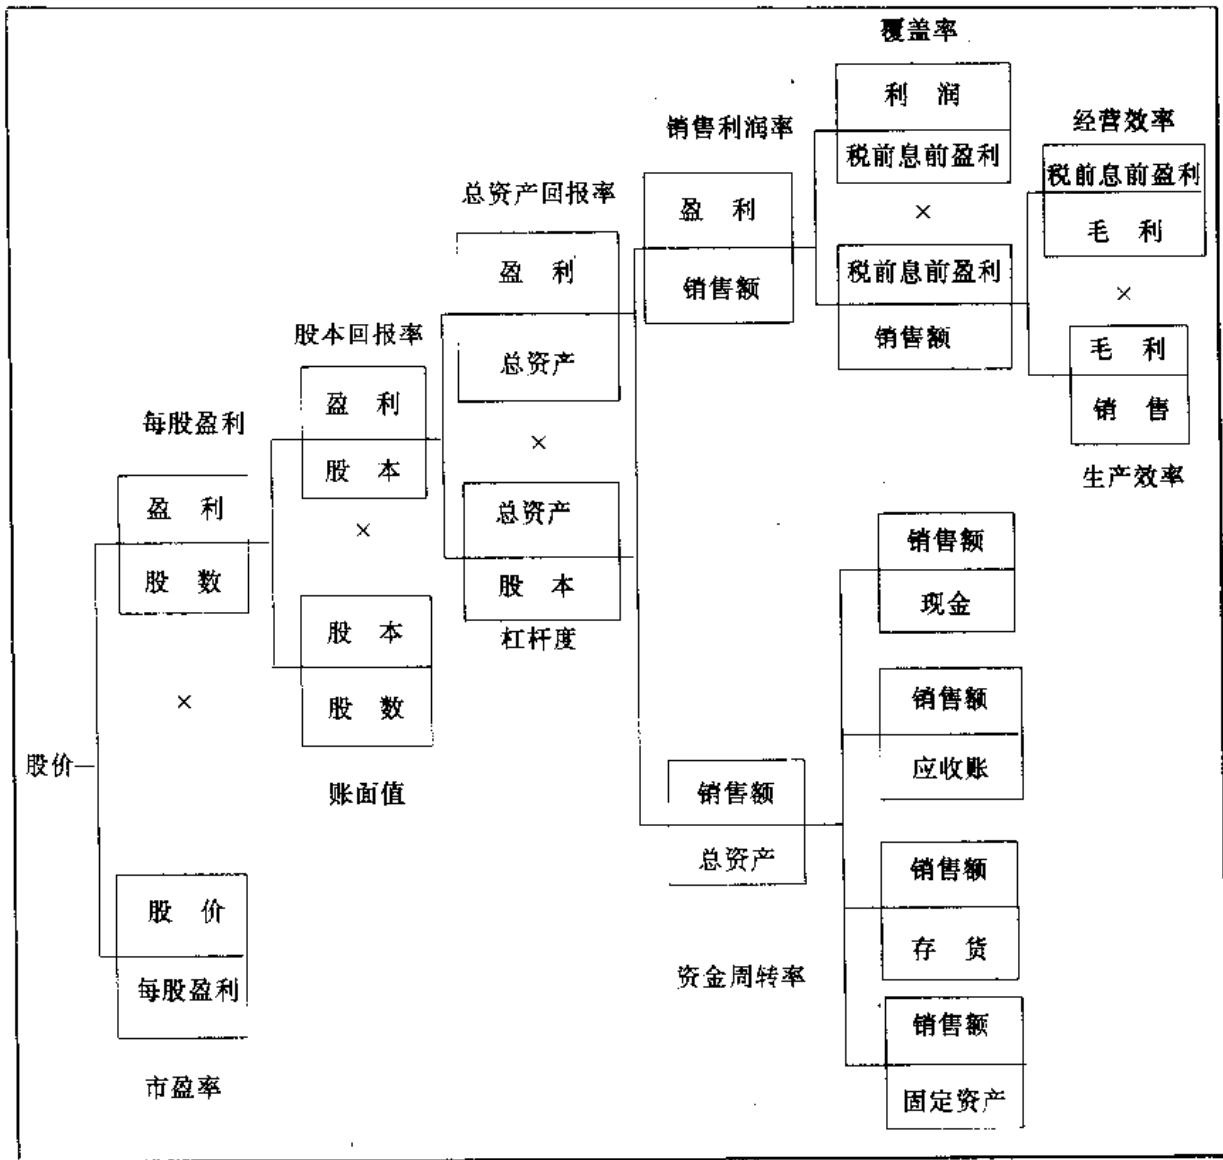 覆盖率
利 润
税前息前盈利
×
税前息前盈利
销售额
经营效率
税前息前盈利
毛 利
×
毛 利
销 售
生产效率
销售利润率
盈 利
销售额
总资产回报率
盈 利
总资产
×
总资产
股 本
杠杆度
股本回报率
盈 利
股 本
×
股 本
股 数
账面值
每股盈利
盈 利
股 数
×
股价
股 价
每股盈利
市盈率
销售额
总资产
资金周转率
销售额
现金
销售额
应收账
销售额
存 货
销售额
固定资产